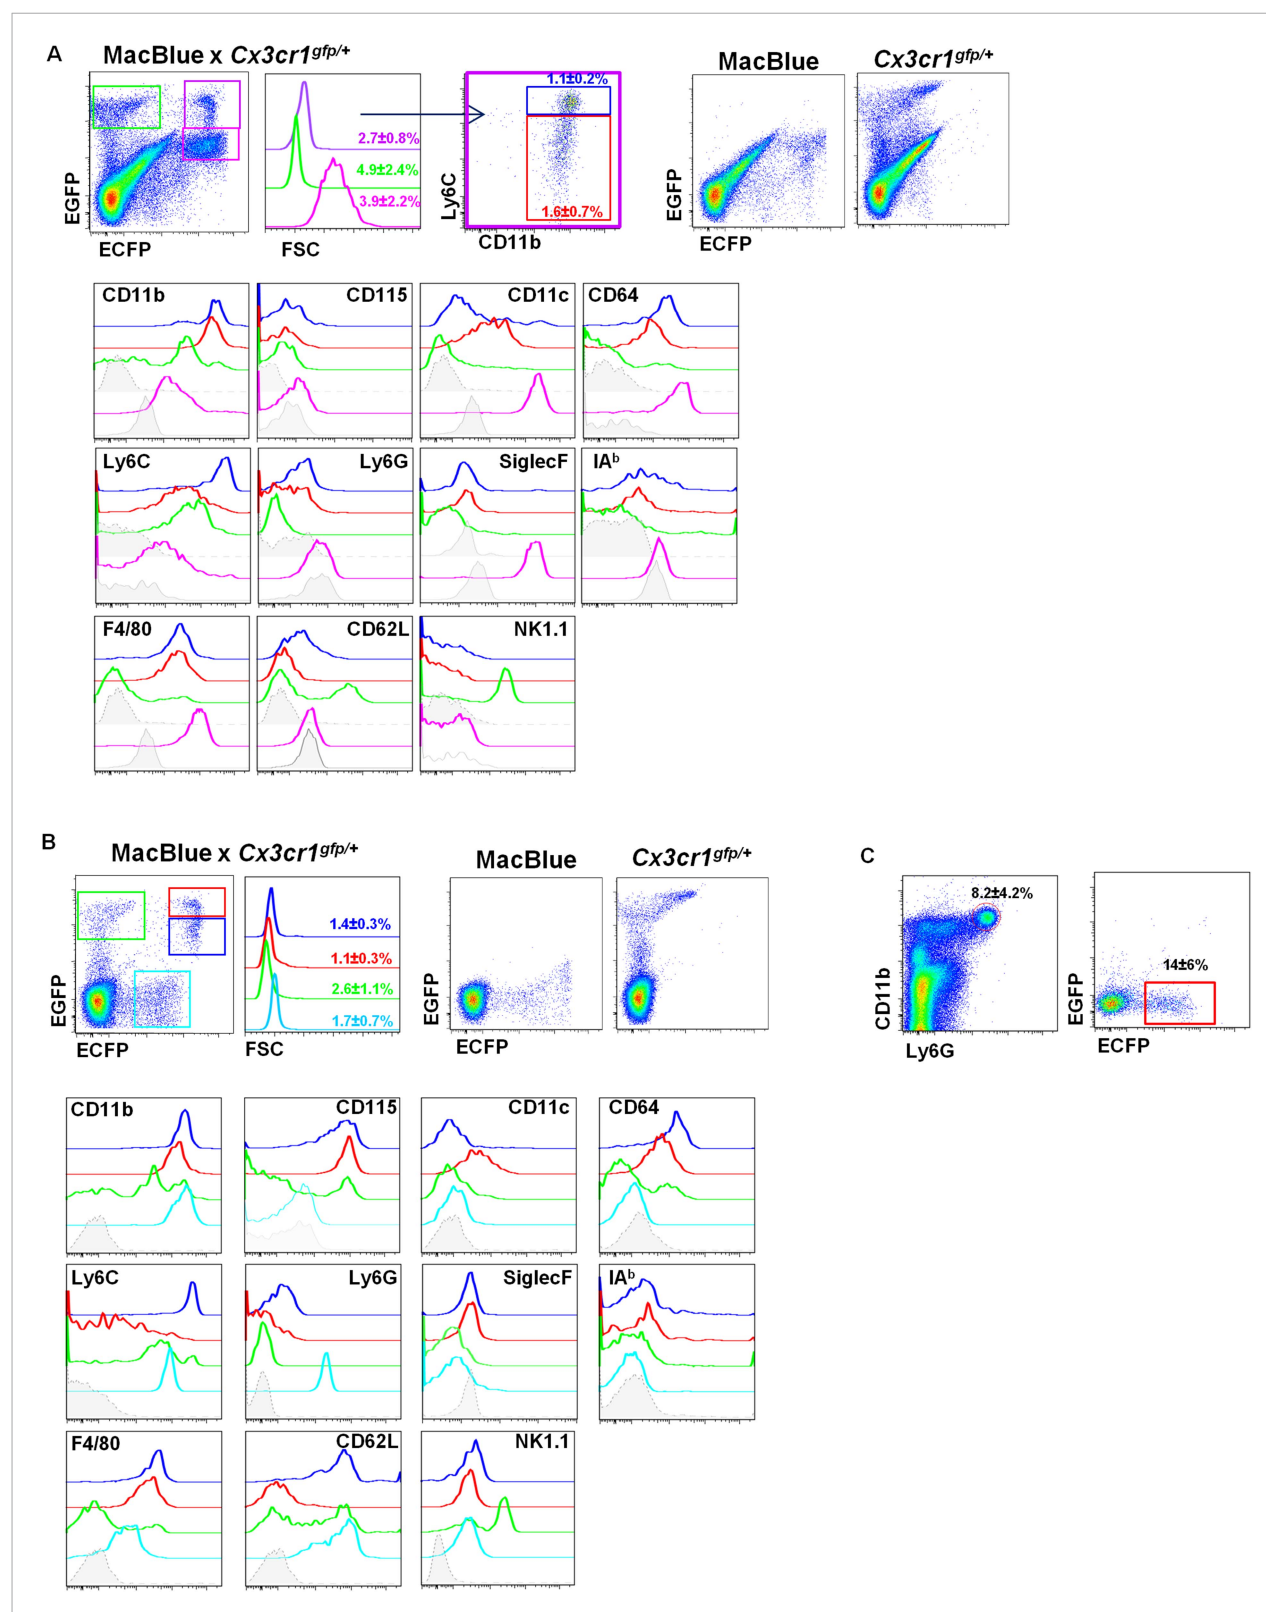 A
MacBlue x Cx3cr1gfp/+
MacBlue
Cx3cr1gfp/+
EGFP
ECFP
2.7±0.8%
4.9±2.4%
3.9±2.2%
FSC
1.1±0.2%
1.6±0.7%
Ly6C
CD11b
EGFP
ECFP
CD11b
CD115
CD11c
CD64
Ly6C
Ly6G
SiglecF
IAb
F4/80
CD62L
NK1.1
B
MacBlue x Cx3cr1gfp/+
MacBlue
Cx3cr1gfp/+
EGFP
ECFP
1.4±0.3%
1.1±0.3%
2.6±1.1%
1.7±0.7%
FSC
EGFP
ECFP
C
8.2±4.2%
CD11b
Ly6G
14±6%
EGFP
ECFP
CD11b
CD115
CD11c
CD64
Ly6C
Ly6G
SiglecF
IAb
F4/80
CD62L
NK1.1